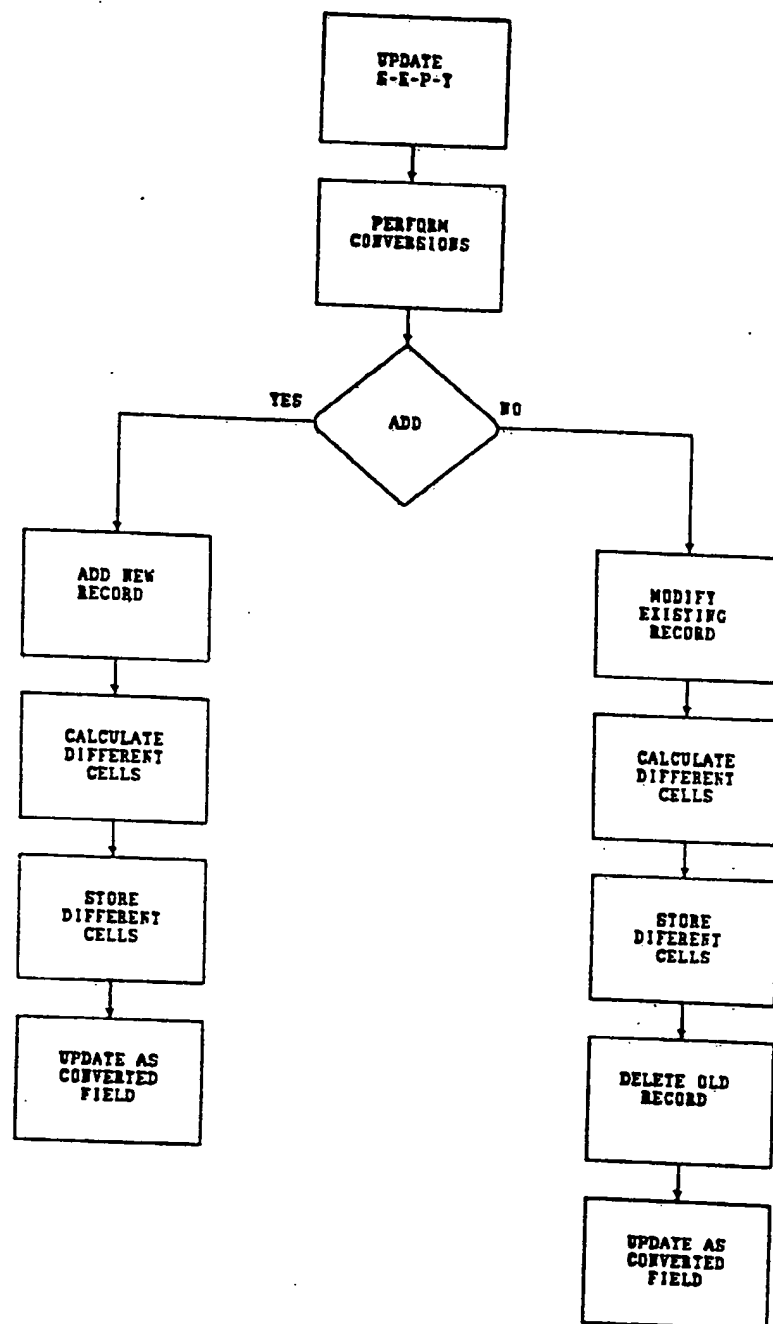 UPDATE
E-E-P-Y
PERFORM
CONVERSIONS
YES
ADD
NO
ADD NEW
RECORD
MODIFY
EXISTING
RECORD
CALCULATE
DIFFERENT
CELLS
CALCULATE
DIFFERENT
CELLS
STORE
DIFFERENT
CELLS
STORE
DIFERENT
CELLS
UPDATE AS
CONVERTED
FIELD
DELETE OLD
RECORD
UPDATE AS
CONVERTED
FIELD